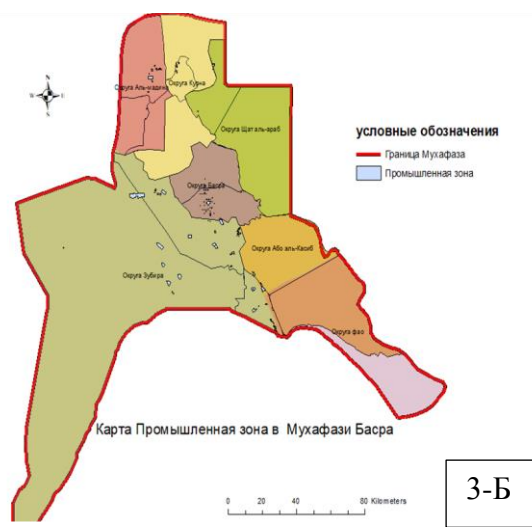 N
W
E
S
Округа Аль-мадина
Округа Курна
Округа Шат аль-араб
условные обозначения
Граница Мухафаза
Промышленная зона
Округа Басра
Округа Або аль-Касиб
Округа Зубира
Округа фао
Карта Промышленная зона в Мухафази Басра
0 20 40 80 Kilometers
3-Б